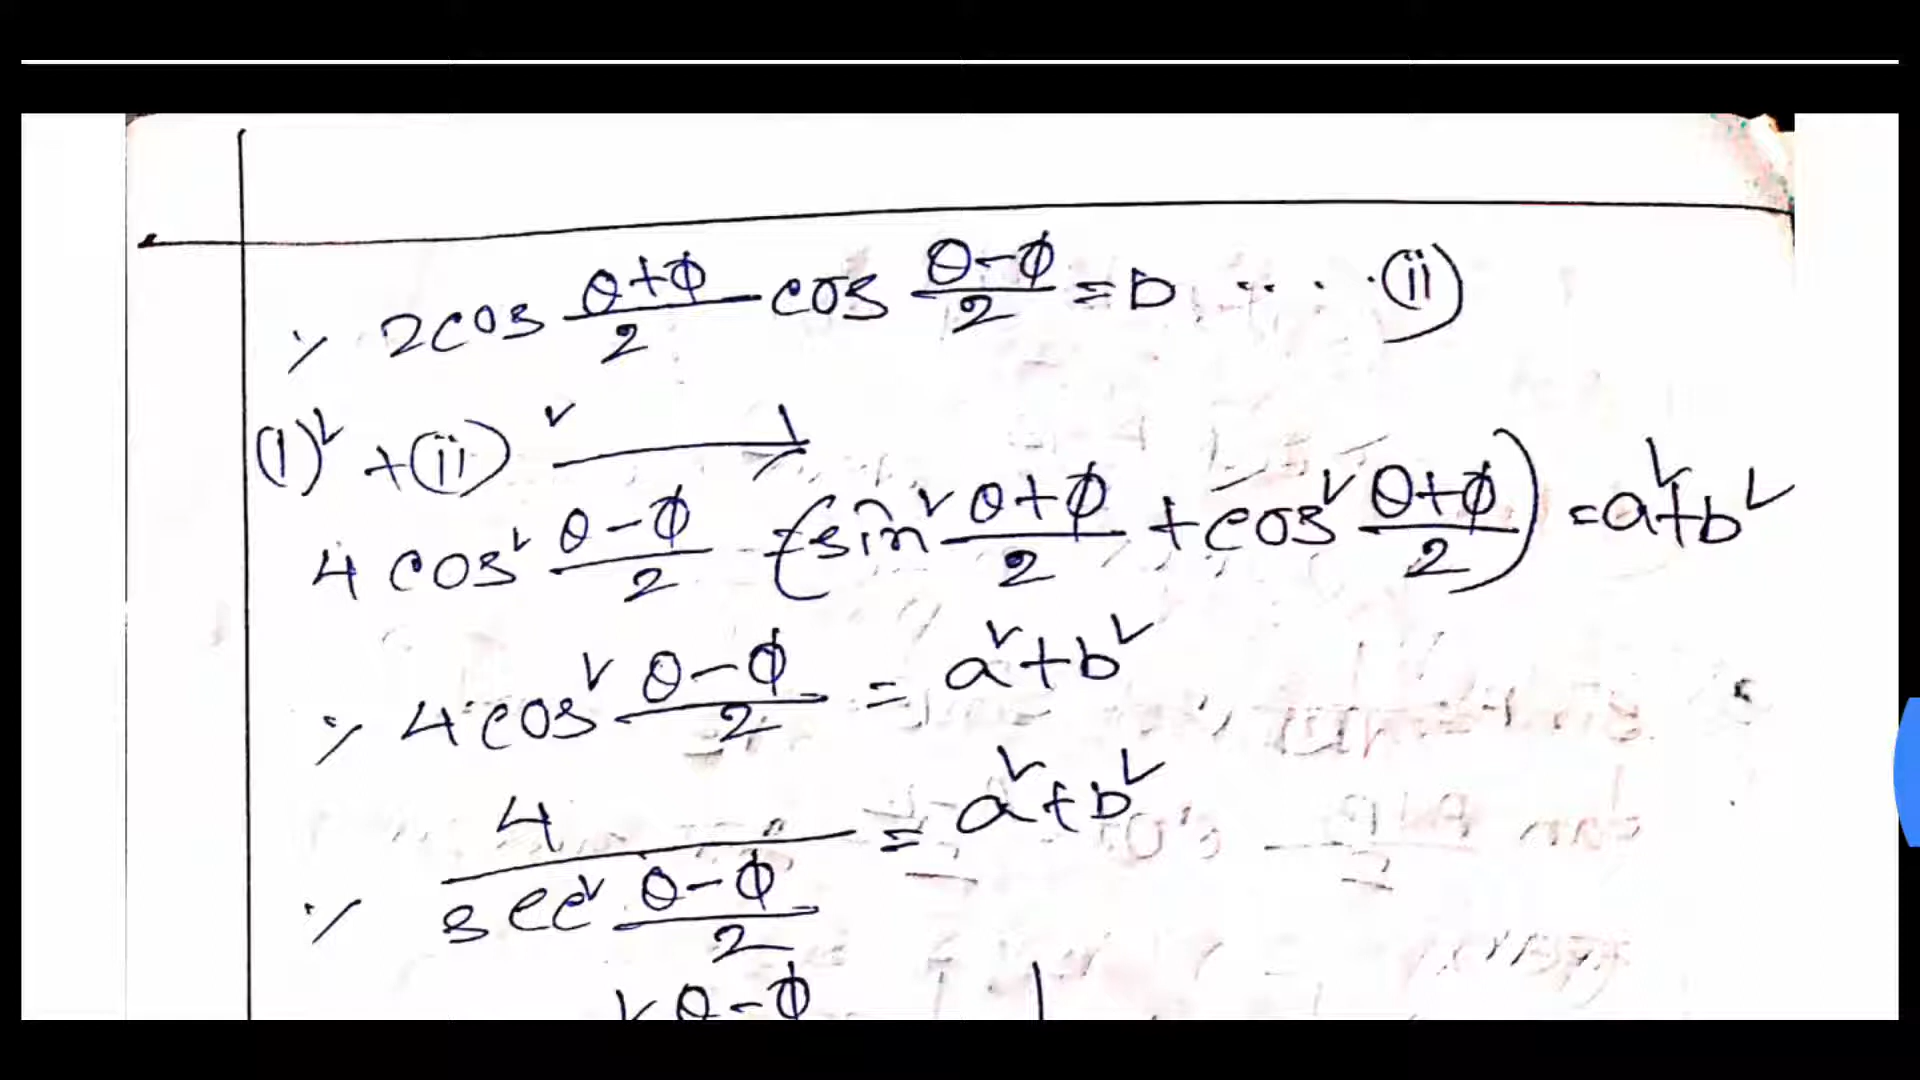 ∴ 2cos (θ+φ)/2 cos (θ-φ)/2 = b ....(ii)
(i)² + (ii)² →
4cos² (θ-φ)/2 (sin² (θ+φ)/2 + cos² (θ+φ)/2) = a²+b²
∴ 4cos² (θ-φ)/2 = a²+b²
∴ 4/(sec² (θ-φ)/2) = a²+b²
² θ-φ